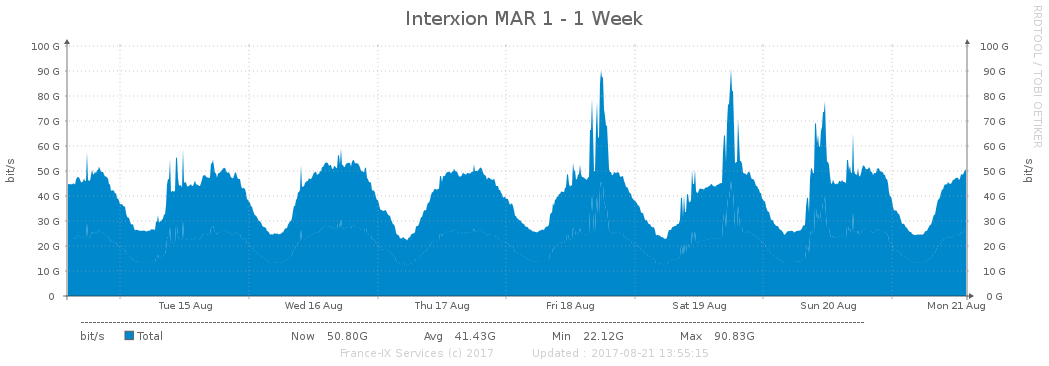 Interxion MAR 1 - 1 Week
RRDTOOL / TOBI OETIKER
100 G 100 G
90 G 90 G
80 G 80 G
70 G 70 G
60 G 60 G
50 G 50 G
40 G 40 G
30 G 30 G
20 G 20 G
10 G 10 G
0 0 G
bit/s bit/s
Tue 15 Aug Wed 16 Aug Thu 17 Aug Fri 18 Aug Sat 19 Aug Sun 20 Aug Mon 21 Aug
bit/s Total Now 50.80G Avg 41.43G Min 22.12G Max 90.83G
France-IX Services (c) 2017 Updated : 2017-08-21 13:55:15